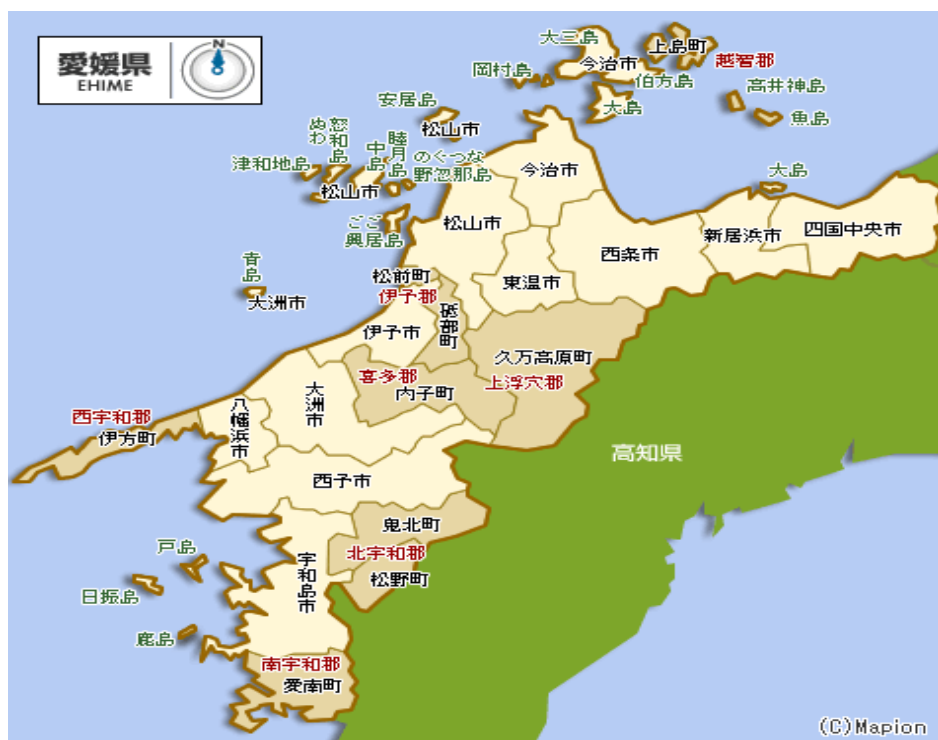 愛媛県
EHIME
N
大三島
今治市
上島町
越智郡
岡村島
伯方島
高井神島
大島
魚島
安居島
松山市
ぬわ
怒和島
中島
睦月島
のぐつな
野忽那島
津和地島
松山市
今治市
大島
ごご
興居島
松山市
新居浜市
四国中央市
西条市
青島
大洲市
松前町
伊予郡
砥部町
東温市
伊予市
久万高原町
上浮穴郡
喜多郡
内子町
大洲市
八幡浜市
西宇和郡
伊方町
高知県
西予市
鬼北町
北宇和郡
松野町
宇和島市
戸島
日振島
鹿島
南宇和郡
愛南町
(C)Mapion